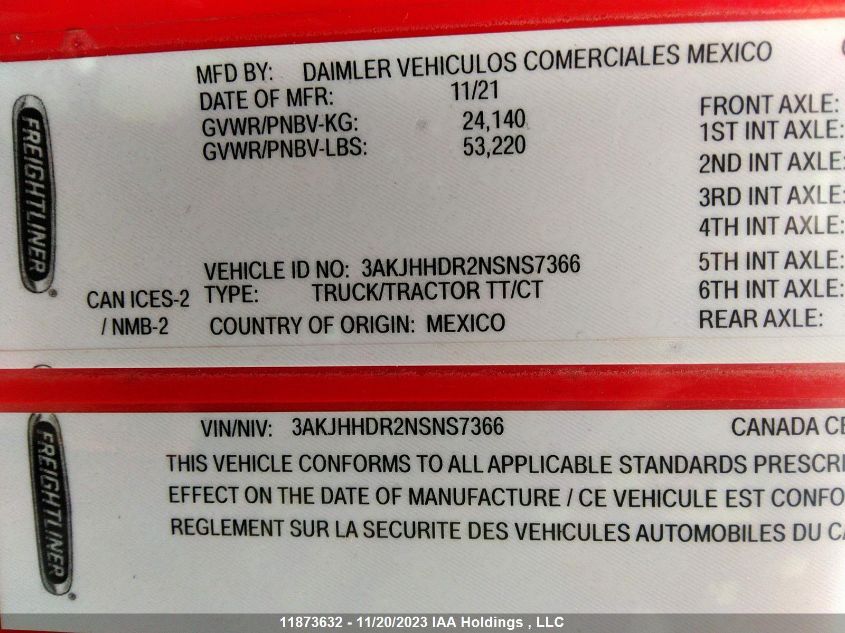 MFD BY: DAIMLER VEHICULOS COMERCIALES MEXICO
DATE OF MFR: 11/21
GVWR/PNBV-KG: 24,140
GVWR/PNBV-LBS: 53,220
FREIGHTLINER
VEHICLE ID NO: 3AKJHHDR2NSNS7366
CAN ICES-2
/ NMB-2
TYPE: TRUCK/TRACTOR TT/CT
COUNTRY OF ORIGIN: MEXICO
FRONT AXLE:
1ST INT AXLE:
2ND INT AXLE:
3RD INT AXLE:
4TH INT AXLE:
5TH INT AXLE:
6TH INT AXLE:
REAR AXLE:
FREIGHTLINER
VIN/NIV: 3AKJHHDR2NSNS7366 CANADA
THIS VEHICLE CONFORMS TO ALL APPLICABLE STANDARDS PRESCRI
EFFECT ON THE DATE OF MANUFACTURE / CE VEHICULE EST CONFO
REGLEMENT SUR LA SECURITE DES VEHICULES AUTOMOBILES DU
11873632 - 11/20/2023 IAA Holdings , LLC